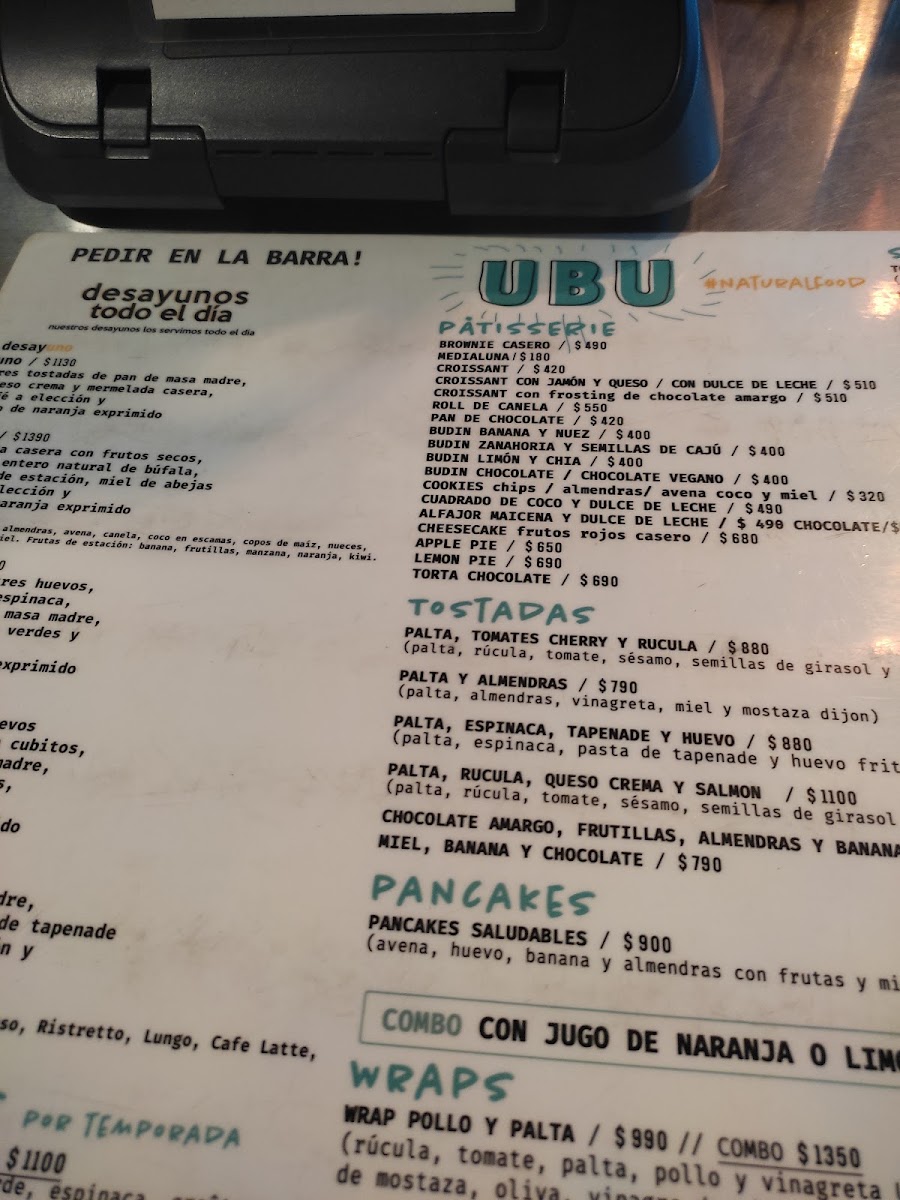 PEDIR EN LA BARRA!
desayunos
todo el día
nuestros desayunos los servimos todo el día
desayuno
uno / $1130
tostadas de pan de masa madre,
crema y mermelada casera,
a elección y
de naranja exprimido
/ $1390
casera con frutos secos,
entero natural de búfala,
de estación, miel de abejas
y
exprimido
almendras, avena, canela, coco en escamas, copos de maíz, nueces,
Frutas de estación: banana, frutillas, manzana, naranja, kiwi.
huevos,
espinaca,
masa madre,
verdes y
exprimido
cubitos,
de tapenade
y
Ristretto, Lungo, Cafe Latte,
POR TEMPORADA
$1100
espinaca,
UBU
#NATURALFOOD
PÂTISSERIE
BROWNIE CASERO / $490
MEDIALUNA / $180
CROISSANT / $420
CROISSANT CON JAMÓN Y QUESO / CON DULCE DE LECHE / $510
CROISSANT con frosting de chocolate amargo / $510
ROLL DE CANELA / $550
PAN DE CHOCOLATE / $420
BUDIN BANANA Y NUEZ / $400
BUDIN ZANAHORIA Y SEMILLAS DE CAJÚ / $400
BUDIN LIMÓN Y CHIA / $400
BUDIN CHOCOLATE / CHOCOLATE VEGANO / $400
COOKIES chips / almendras/ avena coco y miel / $320
CUADRADO DE COCO Y DULCE DE LECHE / $490
ALFAJOR MAICENA Y DULCE DE LECHE / $ 490 CHOCOLATE/$
CHEESECAKE frutos rojos casero / $680
APPLE PIE / $650
LEMON PIE / $690
TORTA CHOCOLATE / $690
TOSTADAS
PALTA, TOMATES CHERRY Y RUCULA / $880
(palta, rúcula, tomate, sésamo, semillas de girasol y
PALTA Y ALMENDRAS / $790
(palta, almendras, vinagreta, miel y mostaza dijon)
PALTA, ESPINACA, TAPENADE Y HUEVO / $880
(palta, espinaca, pasta de tapenade y huevo frit
PALTA, RUCULA, QUESO CREMA Y SALMON / $1100
(palta, rúcula, tomate, sésamo, semillas de girasol
CHOCOLATE AMARGO, FRUTILLAS, ALMENDRAS Y BANANA
MIEL, BANANA Y CHOCOLATE / $790
PANCAKES
PANCAKES SALUDABLES / $900
(avena, huevo, banana y almendras con frutas y mi
COMBO CON JUGO DE NARANJA O LIMO
WRAPS
WRAP POLLO Y PALTA / $990 // COMBO $1350
(rúcula, tomate, palta, pollo y vinagreta
de mostaza, oliva, vinagre